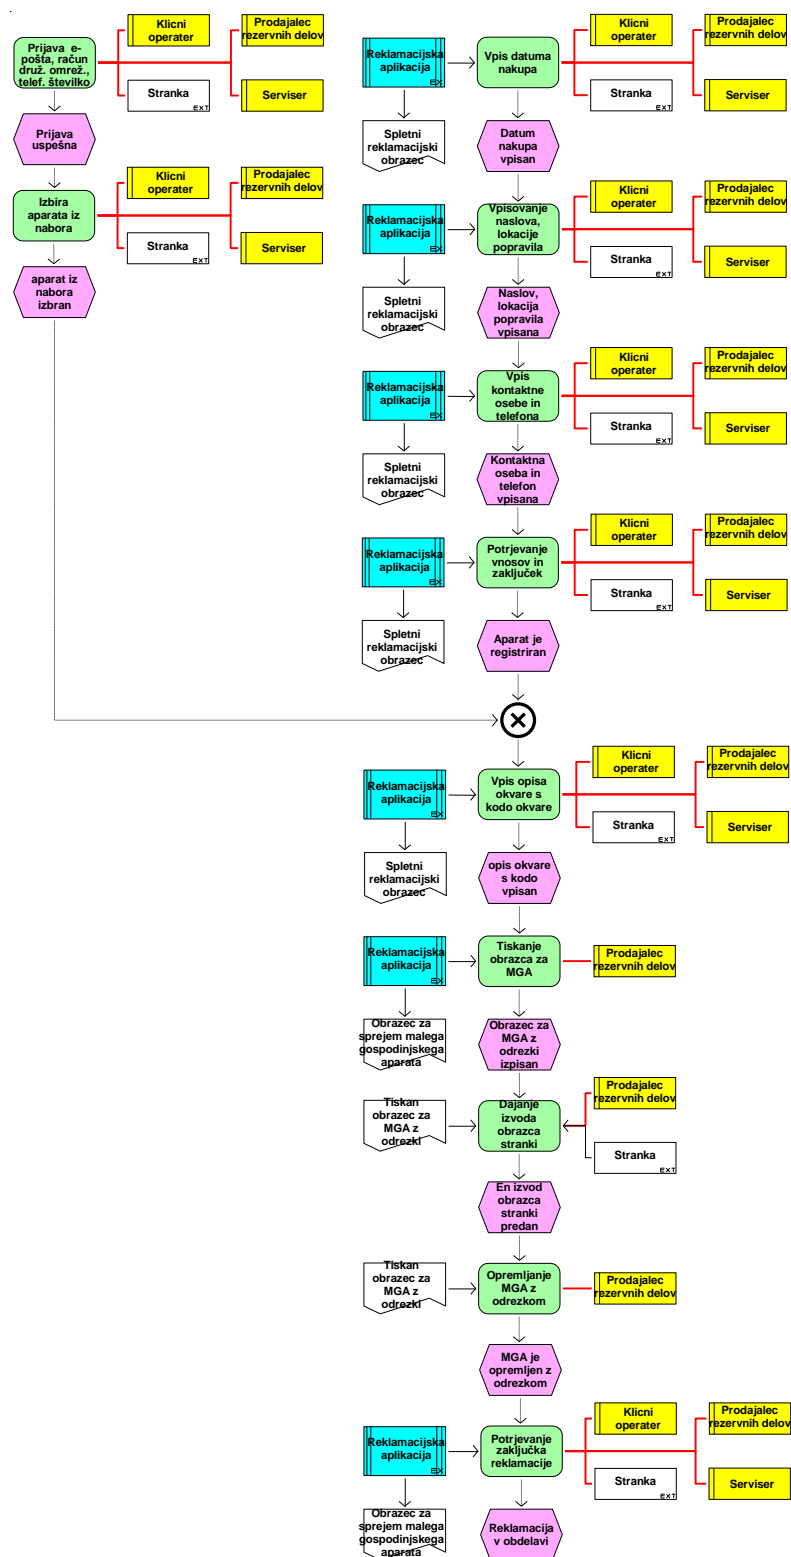 Prijava e-
pošta, račun
druž. omrež.,
telef. številko
Klicni
operater
Prodajalec
rezervnih delov
Stranka
EXT
Serviser
Prijava
uspešna
Izbira
aparata iz
nabora
Klicni
operater
Prodajalec
rezervnih delov
Stranka
EXT
Serviser
aparat iz
nabora
izbran
Reklamacijska
aplikacija
EX
Vpis datuma
nakupa
Klicni
operater
Prodajalec
rezervnih delov
Stranka
EXT
Serviser
Spletni
reklamacijski
obrazec
Datum
nakupa
vpisan
Reklamacijska
aplikacija
EX
Vpisovanje
naslova,
lokacije
popravila
Klicni
operater
Prodajalec
rezervnih delov
Stranka
EXT
Serviser
Spletni
reklamacijski
obrazec
Naslov,
lokacija
popravila
vpisana
Reklamacijska
aplikacija
EX
Vpis
kontaktne
osebe in
telefona
Klicni
operater
Prodajalec
rezervnih delov
Stranka
EXT
Serviser
Spletni
reklamacijski
obrazec
Kontaktna
oseba in
telefon
vpisana
Reklamacijska
aplikacija
EX
Potrjevanje
vnosov in
zaključek
Klicni
operater
Prodajalec
rezervnih delov
Stranka
EXT
Serviser
Spletni
reklamacijski
obrazec
Aparat je
registriran
Reklamacijska
aplikacija
EX
Vpis opisa
okvare s
kodo okvare
Klicni
operater
Prodajalec
rezervnih delov
Stranka
EXT
Serviser
Spletni
reklamacijski
obrazec
opis okvare
s kodo
vpisan
Reklamacijska
aplikacija
EX
Tiskanje
obrazca za
MGA
Prodajalec
rezervnih delov
Obrazec za
sprejem malega
gospodinjskega
aparata
Obrazec za
MGA z
odrezki
izpisan
Tiskan
obrazec za
MGA z
odrezki
Dajanje
izvoda
obrazca
stranki
Prodajalec
rezervnih delov
Stranka
EXT
En izvod
obrazca
stranki
predan
Tiskan
obrazec za
MGA z
odrezki
Opremljanje
MGA z
odrezkom
Prodajalec
rezervnih delov
MGA je
opremljen z
odrezkom
Reklamacijska
aplikacija
EX
Potrjevanje
zaključka
reklamacije
Klicni
operater
Prodajalec
rezervnih delov
Stranka
EXT
Serviser
Obrazec za
sprejem malega
gospodinjskega
aparata
Reklamacija
v obdelavi